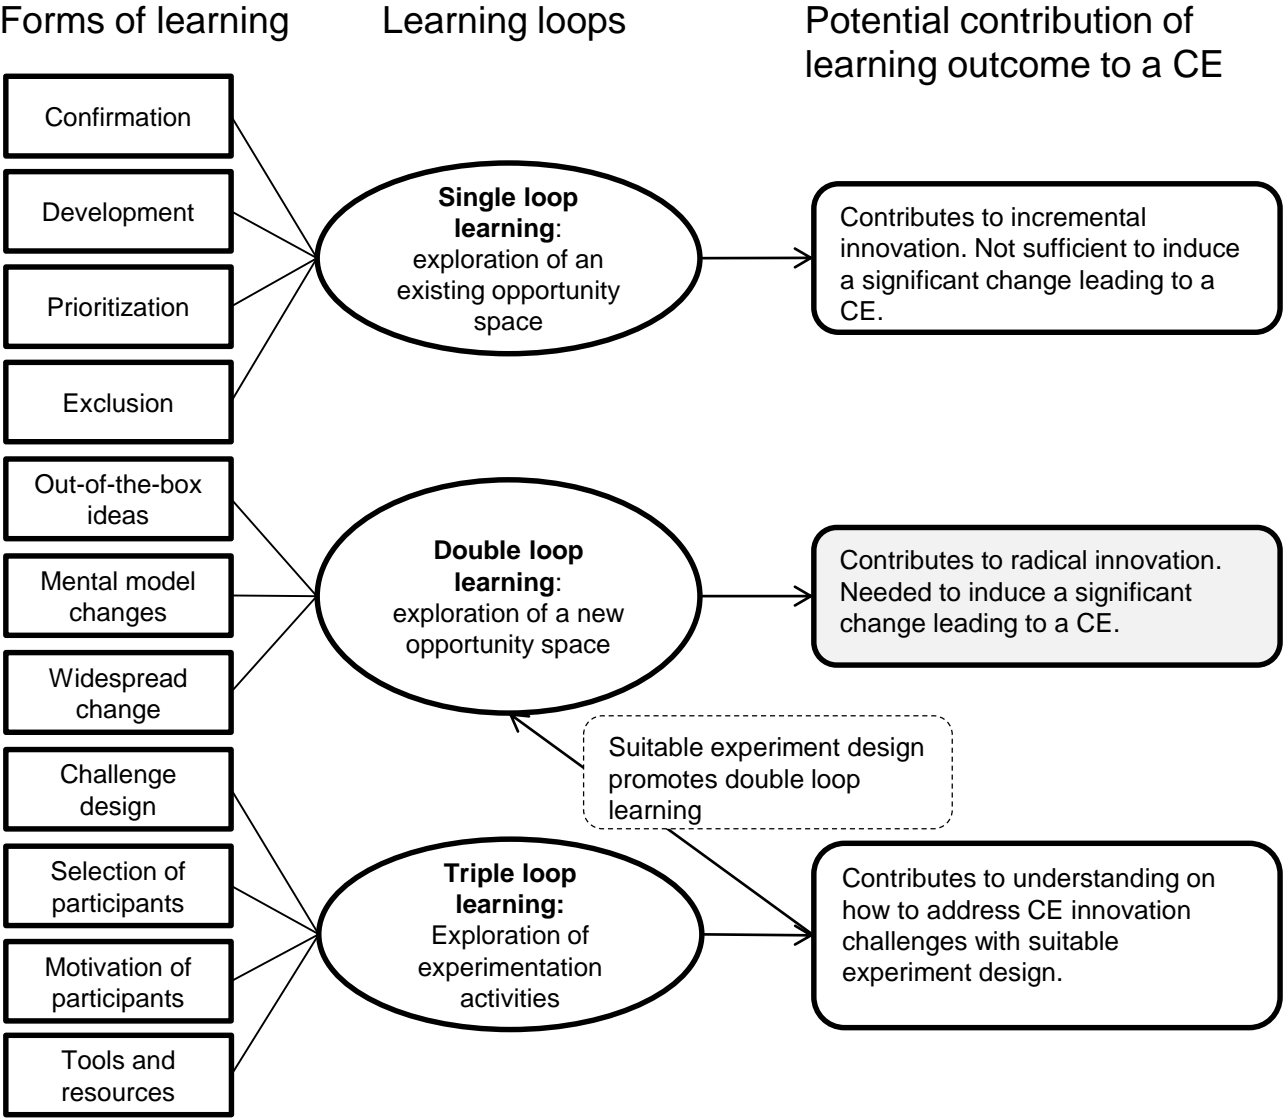 Forms of learning
Learning loops
Potential contribution of
learning outcome to a CE
Confirmation
Development
Prioritization
Exclusion
Single loop
learning:
exploration of an
existing opportunity
space
Contributes to incremental
innovation. Not sufficient to induce
a significant change leading to a
CE.
Out-of-the-box
ideas
Mental model
changes
Widespread
change
Double loop
learning:
exploration of a new
opportunity space
Contributes to radical innovation.
Needed to induce a significant
change leading to a CE.
Suitable experiment design
promotes double loop
learning
Challenge
design
Selection of
participants
Motivation of
participants
Tools and
resources
Triple loop
learning:
Exploration of
experimentation
activities
Contributes to understanding on
how to address CE innovation
challenges with suitable
experiment design.